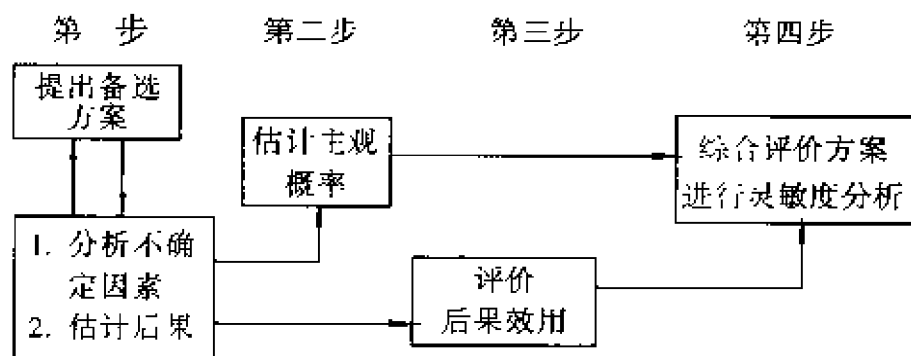 第 步
第二步
第三步
第四步
提出备选
方案
估计主观
概率
综合评价方案
进行灵敏度分析
1. 分析不确
定因素
2. 估计后果
评价
后果效用